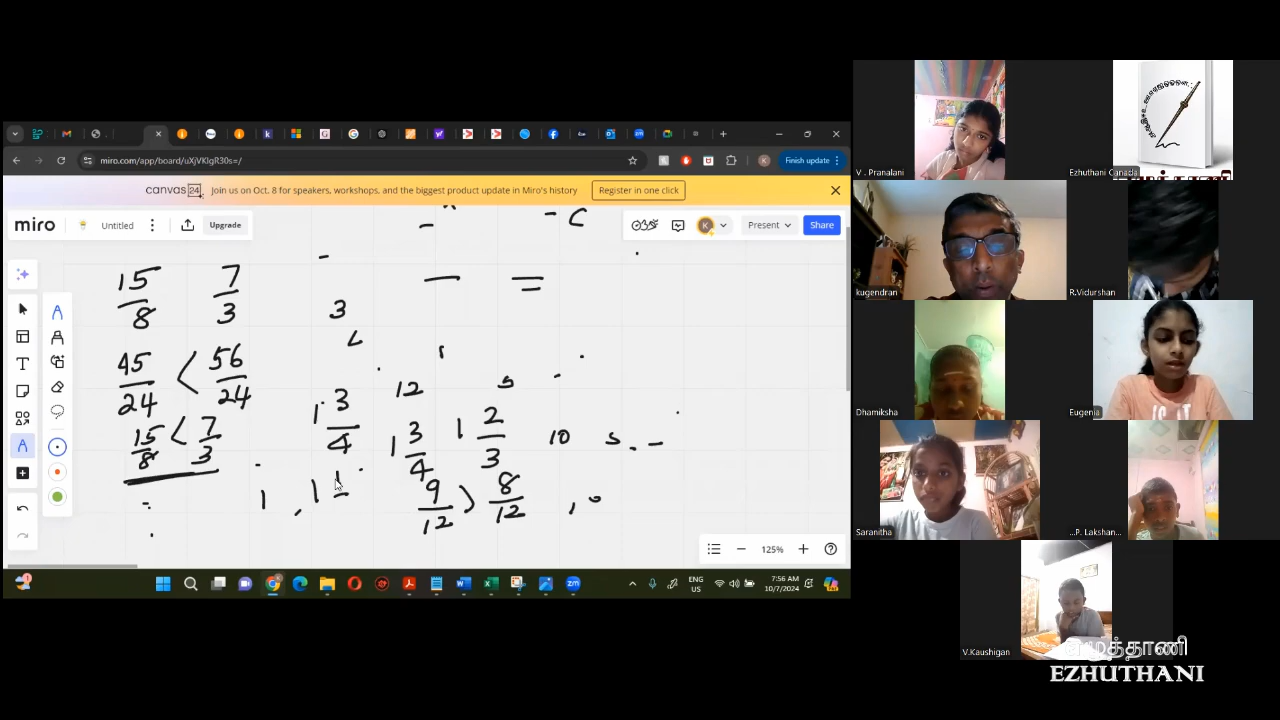 miro.com/app/board/uXjVKlgR30s=/
Finish update
canvas 24 Join us on Oct. 8 for speakers, workshops, and the biggest product update in Miro's history
Register in one click
miro Untitled Upgrade
Present Share
- C
15/8 7/3
3
45/24 < 56/24
12
15/8 < 7/3
1 3/4 1 3/4 1 2/3 10
9/12 > 8/12
125%
ENG
US
7:56 AM
10/7/2024
V . Pranalani
Ezhuthani Canada
kugendran
R.Vidurshan
Dhamiksha
Eugenia
Saranitha
...P. Lakshan...
V.Kaushigan
எழுத்தாணி
EZHUTHANI